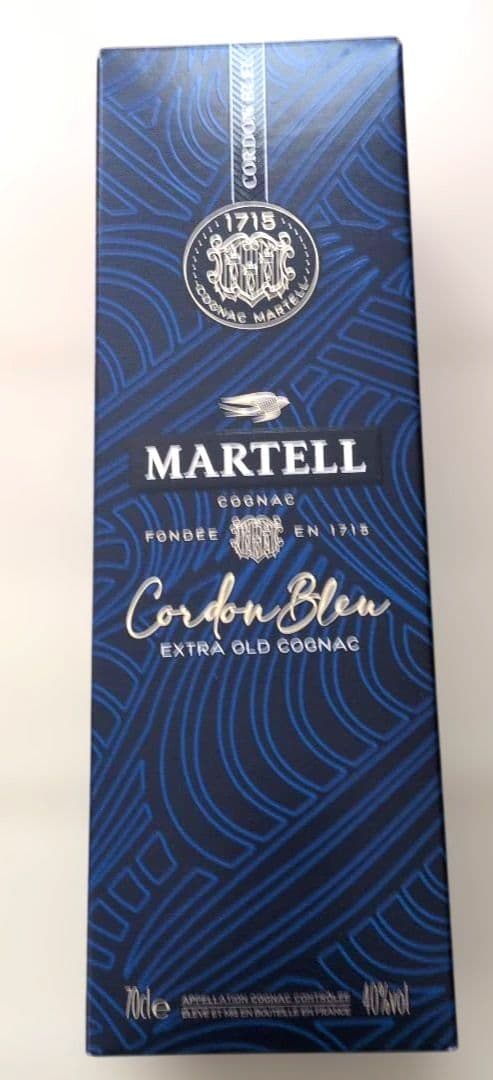 CORDON BLEU
1715
COGNAC MARTELL
MARTELL
COGNAC
FONDÉE EN 1715
Cordon Bleu
EXTRA OLD COGNAC
70cl e APPELLATION COGNAC CONTRÔLÉE 40%vol
ÉLEVÉ ET MIS EN BOUTEILLE EN FRANCE